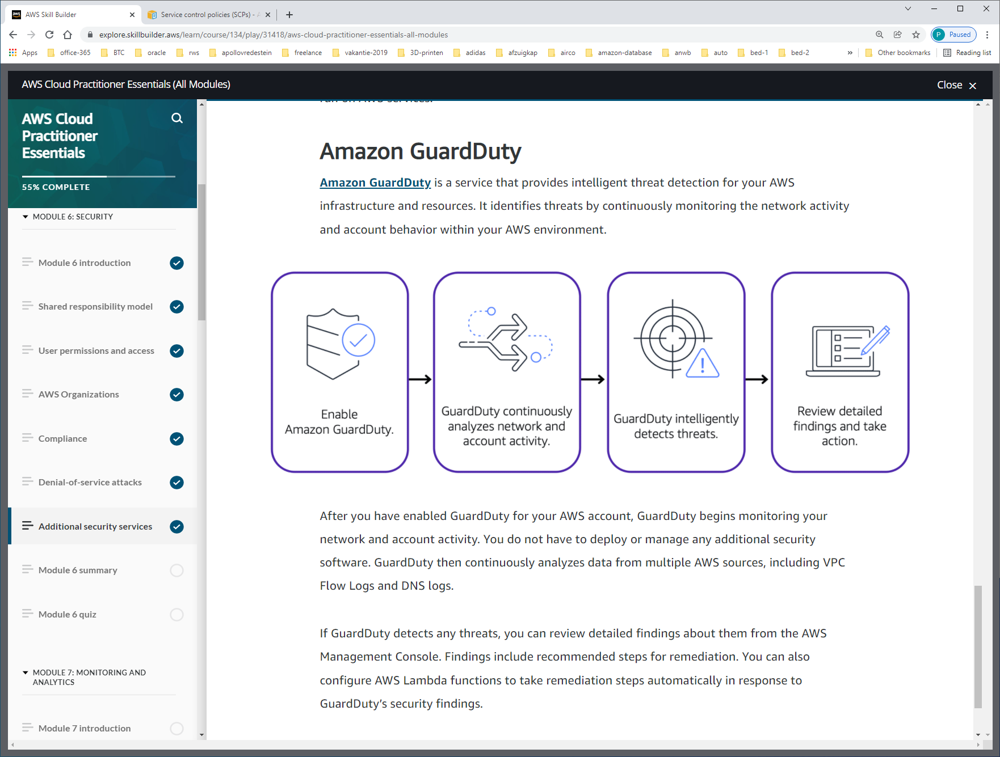 AWS Skill Builder
Service control policies (SCPs) - A
explore.skillbuilder.aws/learn/course/134/play/31418/aws-cloud-practitioner-essentials-all-modules
P Paused
Apps office-365 BTC oracle rws apollovredestein freelance vakantie-2019 3D-printen adidas afzuigkap airco amazon-database anwb auto bed-1 bed-2 » Other bookmarks Reading list
AWS Cloud Practitioner Essentials (All Modules)
Close
AWS Cloud
Practitioner
Essentials
55% COMPLETE
MODULE 6: SECURITY
Module 6 introduction
Shared responsibility model
User permissions and access
AWS Organizations
Compliance
Denial-of-service attacks
Additional security services
Module 6 summary
Module 6 quiz
MODULE 7: MONITORING AND
ANALYTICS
Module 7 introduction
run on AWS services.
Amazon GuardDuty
Amazon GuardDuty is a service that provides intelligent threat detection for your AWS
infrastructure and resources. It identifies threats by continuously monitoring the network activity
and account behavior within your AWS environment.
Enable
Amazon GuardDuty.
GuardDuty continuously
analyzes network and
account activity.
GuardDuty intelligently
detects threats.
Review detailed
findings and take
action.
After you have enabled GuardDuty for your AWS account, GuardDuty begins monitoring your
network and account activity. You do not have to deploy or manage any additional security
software. GuardDuty then continuously analyzes data from multiple AWS sources, including VPC
Flow Logs and DNS logs.
If GuardDuty detects any threats, you can review detailed findings about them from the AWS
Management Console. Findings include recommended steps for remediation. You can also
configure AWS Lambda functions to take remediation steps automatically in response to
GuardDuty’s security findings.